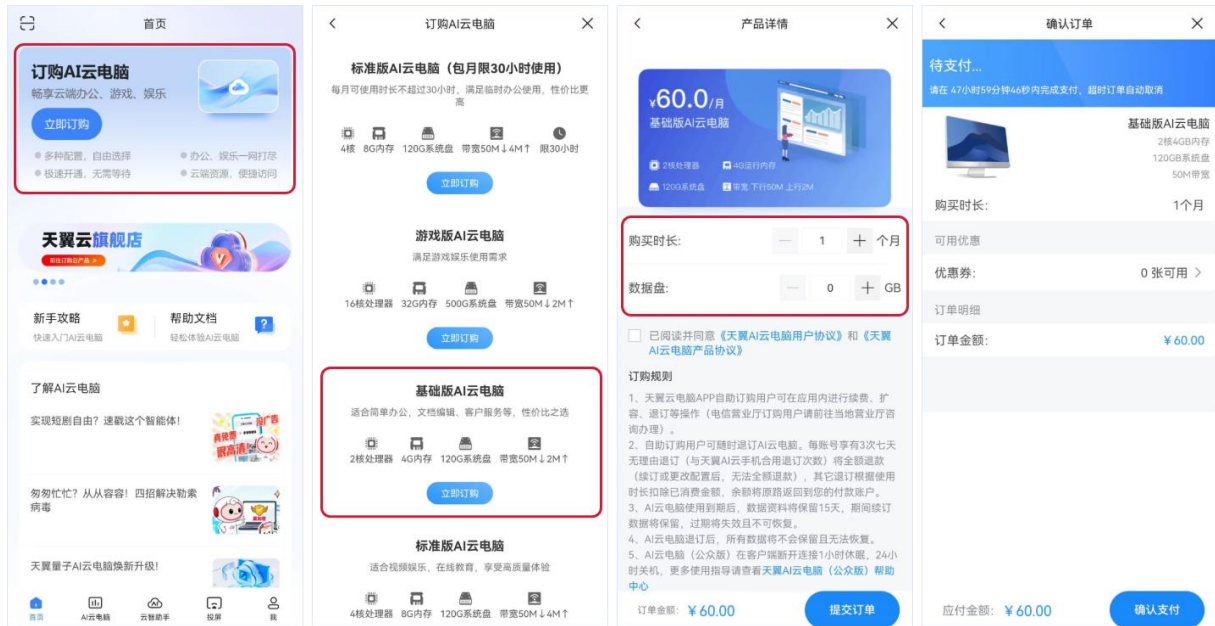 首页
订购AI云电脑
畅享云端办公、游戏、娱乐
立即订购
多种配置，自由选择
办公、娱乐一网打尽
极速开通，无需等待
云端资源，便捷访问
天翼云旗舰店
前往订购云产品 >
新手攻略
快速入门AI云电脑
帮助文档
轻松体验AI云电脑
了解AI云电脑
实现短剧自由？速戳这个智能体！
匆匆忙忙？从从容容！四招解决勒索
病毒
天翼量子AI云电脑焕新升级！
首页
AI云电脑
云智助手
投屏
我
订购AI云电脑
标准版AI云电脑（包月限30小时使用）
每月可使用时长不超过30小时，满足临时办公使用，性价比更
高
4核 8G内存 120G系统盘 带宽50M↓4M↑ 限30小时
立即订购
游戏版AI云电脑
满足游戏娱乐使用需求
16核处理器 32G内存 500G系统盘 带宽50M↓2M↑
立即订购
基础版AI云电脑
适合简单办公，文档编辑、客户服务等，性价比之选
2核处理器 4G内存 120G系统盘 带宽50M↓2M↑
立即订购
标准版AI云电脑
适合视频娱乐、在线教育，享受高质量体验
4核处理器 8G内存 120G系统盘 带宽50M↓4M↑
产品详情
¥60.0/月
基础版AI云电脑
2核处理器 4G运行内存
120G系统盘 带宽 下行50M 上行2M
购买时长: 1 个月
数据盘: 0 GB
已阅读并同意《天翼AI云电脑用户协议》和《天翼
AI云电脑产品协议》
订购规则
1、天翼云电脑APP自助订购用户可在应用内进行续费、扩
容、退订等操作（电信营业厅订购用户请前往当地营业厅咨
询办理）。
2、自助订购用户可随时退订AI云电脑。每账号享有3次七天
无理由退订（与天翼AI云手机合用退订次数）将全额退款
（续订或更改配置后，无法全额退款），其它退订根据使用
时长扣除已消费金额，余额将原路返回到您的付款账户。
3、AI云电脑使用到期后，数据资料将保留15天，期间续订
数据将保留，过期将失效且不可恢复。
4、AI云电脑退订后，所有数据将不会保留且无法恢复。
5、AI云电脑（公众版）在客户端断开连接1小时休眠，24小
时关机，更多使用指导请查看天翼AI云电脑（公众版）帮助
中心
订单金额: ¥60.00
提交订单
确认订单
待支付...
请在 47小时59分钟46秒内完成支付，超时订单自动取消
基础版AI云电脑
2核4GB内存
120GB系统盘
50M带宽
购买时长: 1个月
可用优惠
优惠券: 0 张可用 >
订单明细
订单金额: ¥60.00
应付金额: ¥60.00
确认支付